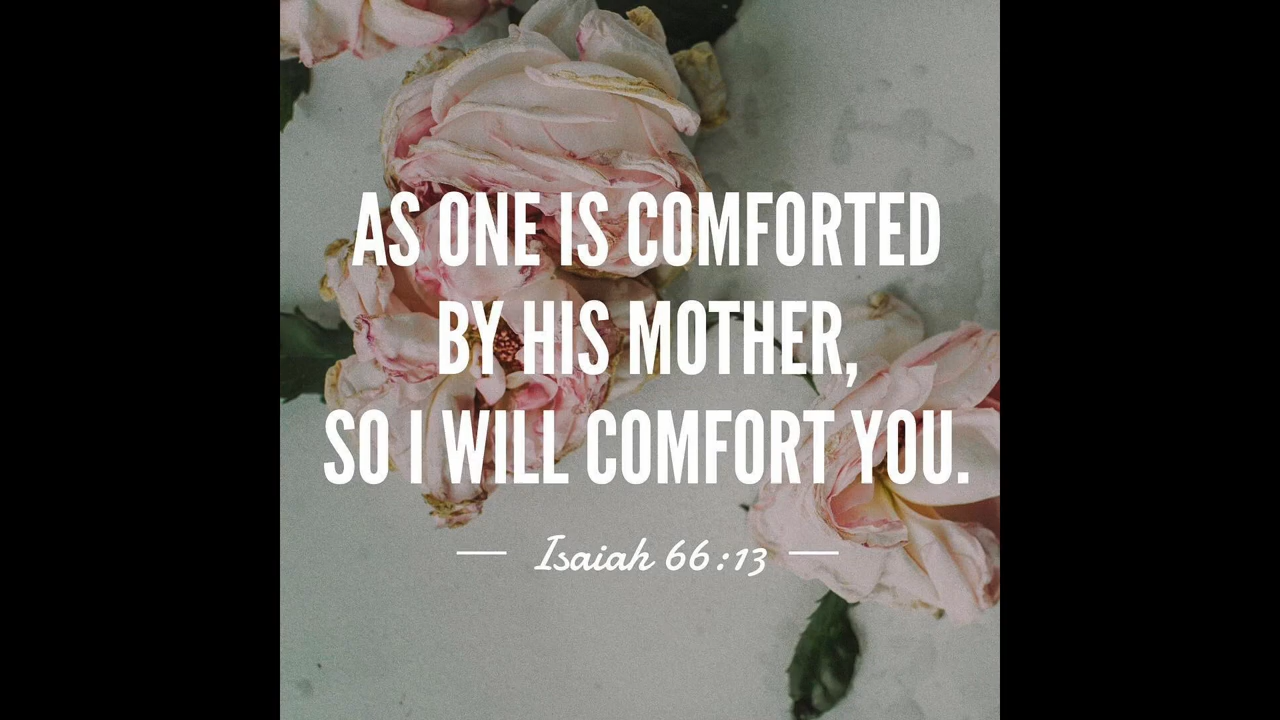 AS ONE IS COMFORTED
BY HIS MOTHER,
SO I WILL COMFORT YOU.
— Isaiah 66:13 —